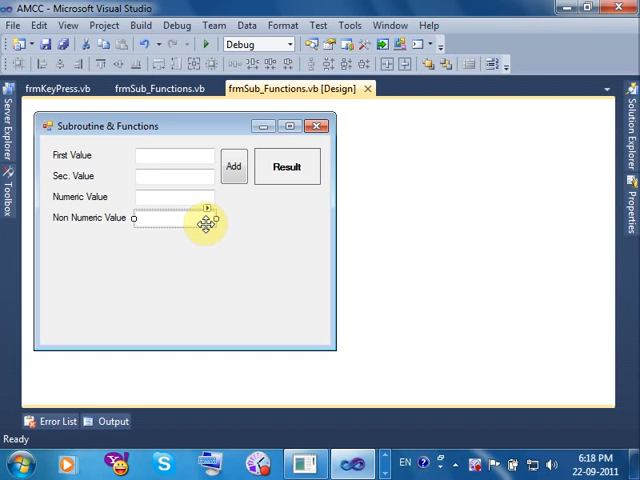 AMCC - Microsoft Visual Studio
File Edit View Project Build Debug Team Data Format Tools Test Window Help
Debug
frmKeyPress.vb frmSub_Functions.vb frmSub_Functions.vb [Design]
Server Explorer
Toolbox
Solution Explorer
Properties
Subroutine & Functions
First Value
Sec. Value
Add
Result
Numeric Value
Non Numeric Value
Error List Output
Ready
EN
6:18 PM
22-09-2011